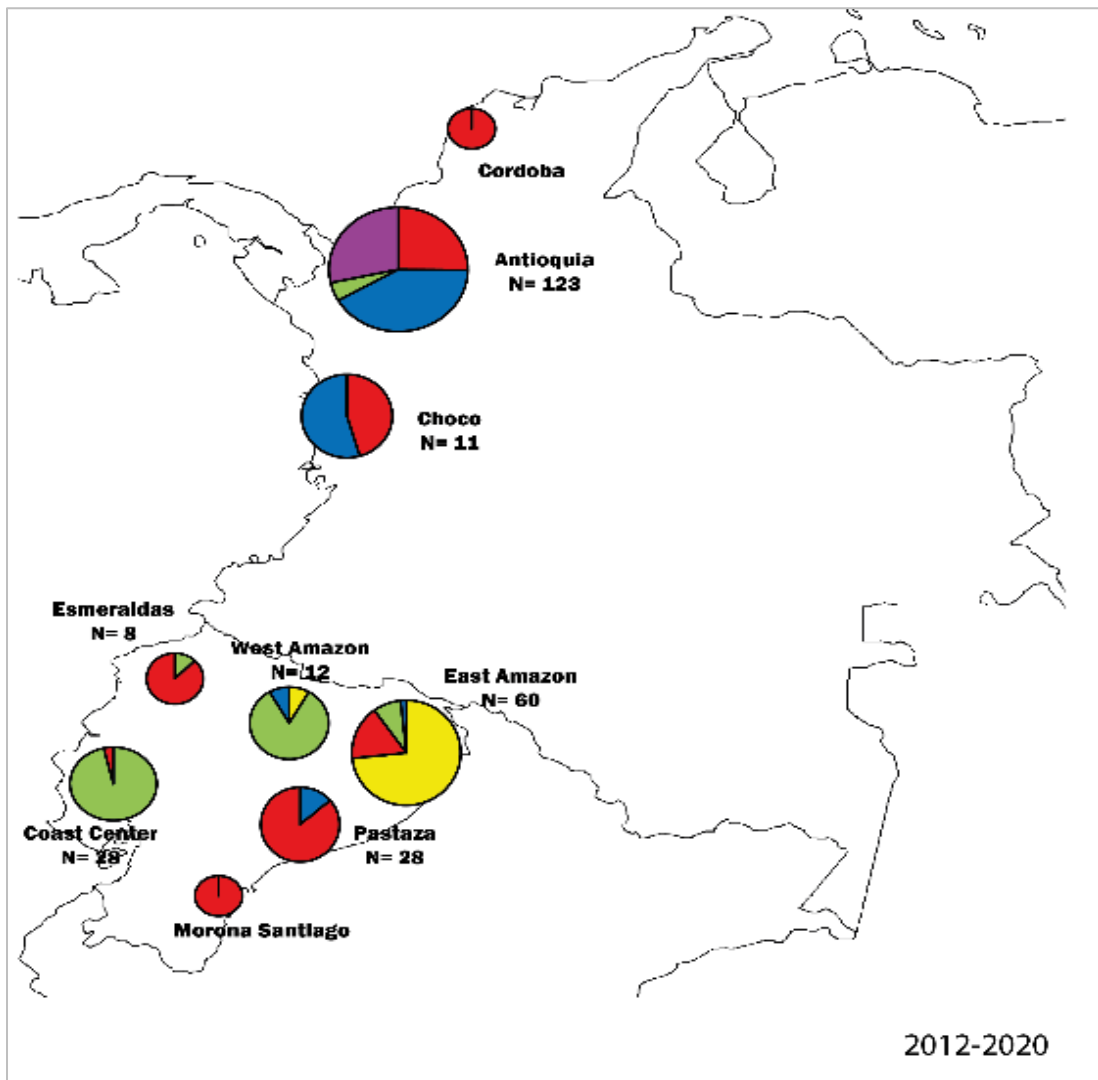 Cordoba
Antioquia
N= 123
Choco
N= 11
Esmeraldas
N= 8
West Amazon
N= 12
East Amazon
N= 60
Coast Center
N= 28
Pastaza
N= 28
Morona Santiago
2012-2020